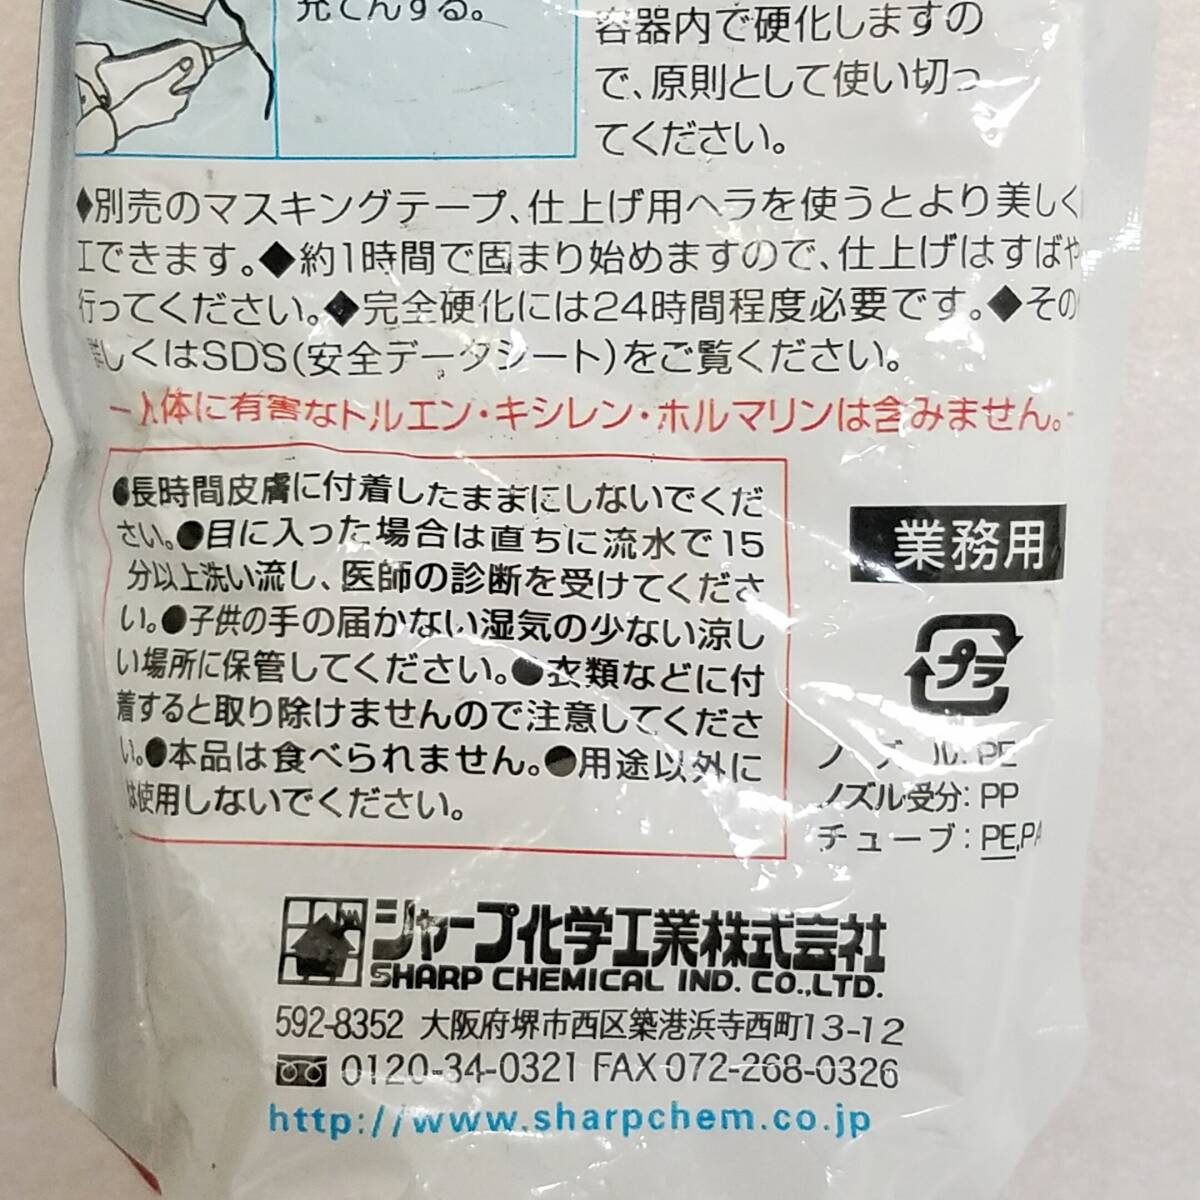 充てんする。
容器内で硬化しますの
で、原則として使い切っ
てください。
◆別売のマスキングテープ、仕上げ用ヘラを使うとより美しく
工できます。◆約1時間で固まり始めますので、仕上げはすばや
行ってください。◆完全硬化には24時間程度必要です。◆その
しくはSDS(安全データシート)をご覧ください。
人体に有害なトルエン・キシレン・ホルマリンは含みません。
●長時間皮膚に付着したままにしないでくだ
さい。●目に入った場合は直ちに流水で15
分以上洗い流し、医師の診断を受けてくださ
い。●子供の手の届かない湿気の少ない涼し
い場所に保管してください。●衣類などに付
着すると取り除けませんので注意してくださ
い。●本品は食べられません。●用途以外に
は使用しないでください。
業務用
プラ
ノズル:PE
ノズル受分:PP
チューブ:PE,PA
シャープ化学工業株式会社
SHARP CHEMICAL IND. CO.,LTD.
592-8352 大阪府堺市西区築港浜寺西町13-12
0120-34-0321 FAX 072-268-0326
http://www.sharpchem.co.jp